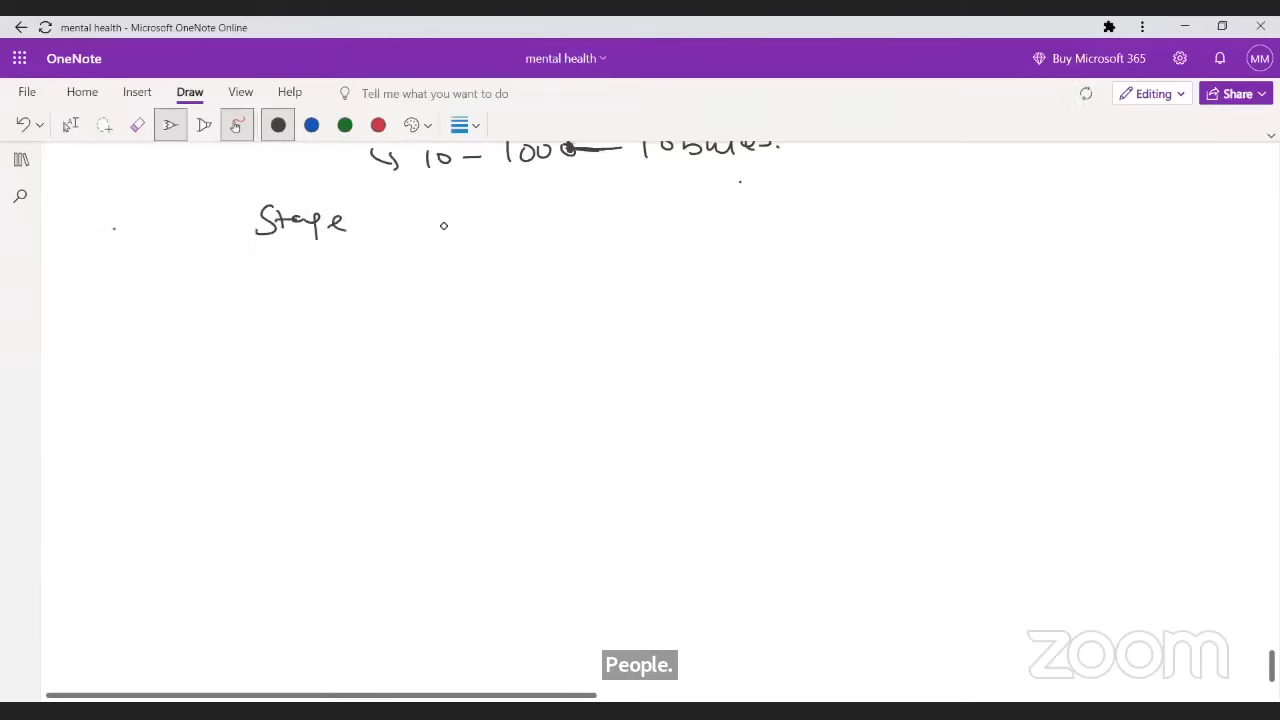 mental health - Microsoft OneNote Online
OneNote
mental health
Buy Microsoft 365
MM
File Home Insert Draw View Help Tell me what you want to do
Editing
Share
10 - 1000
Stage
People.
zoom